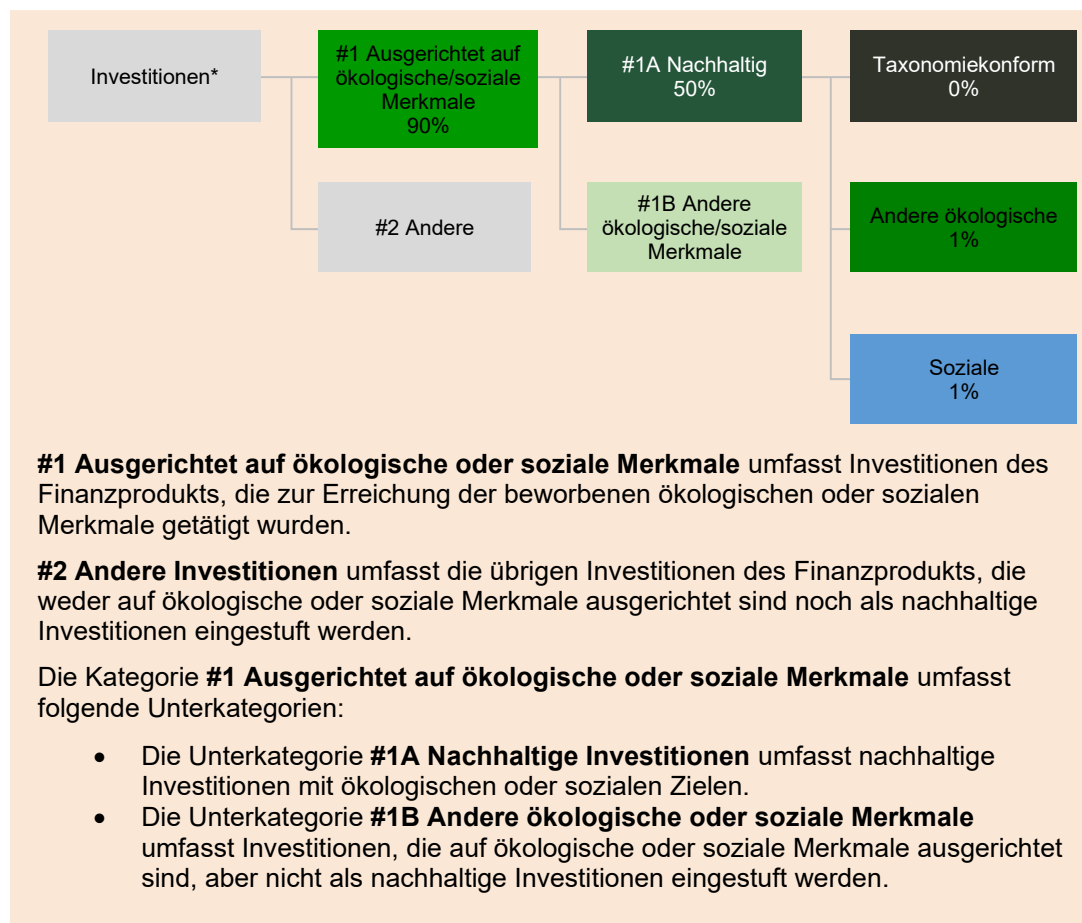 Investitionen*
#1 Ausgerichtet auf
ökologische/soziale
Merkmale
90%
#1A Nachhaltig
50%
Taxonomiekonform
0%
#2 Andere
#1B Andere
ökologische/soziale
Merkmale
Andere ökologische
1%
Soziale
1%
#1 Ausgerichtet auf ökologische oder soziale Merkmale umfasst Investitionen des
Finanzprodukts, die zur Erreichung der beworbenen ökologischen oder sozialen
Merkmale getätigt wurden.
#2 Andere Investitionen umfasst die übrigen Investitionen des Finanzprodukts, die
weder auf ökologische oder soziale Merkmale ausgerichtet sind noch als nachhaltige
Investitionen eingestuft werden.
Die Kategorie #1 Ausgerichtet auf ökologische oder soziale Merkmale umfasst
folgende Unterkategorien:
• Die Unterkategorie #1A Nachhaltige Investitionen umfasst nachhaltige
Investitionen mit ökologischen oder sozialen Zielen.
• Die Unterkategorie #1B Andere ökologische oder soziale Merkmale
umfasst Investitionen, die auf ökologische oder soziale Merkmale ausgerichtet
sind, aber nicht als nachhaltige Investitionen eingestuft werden.